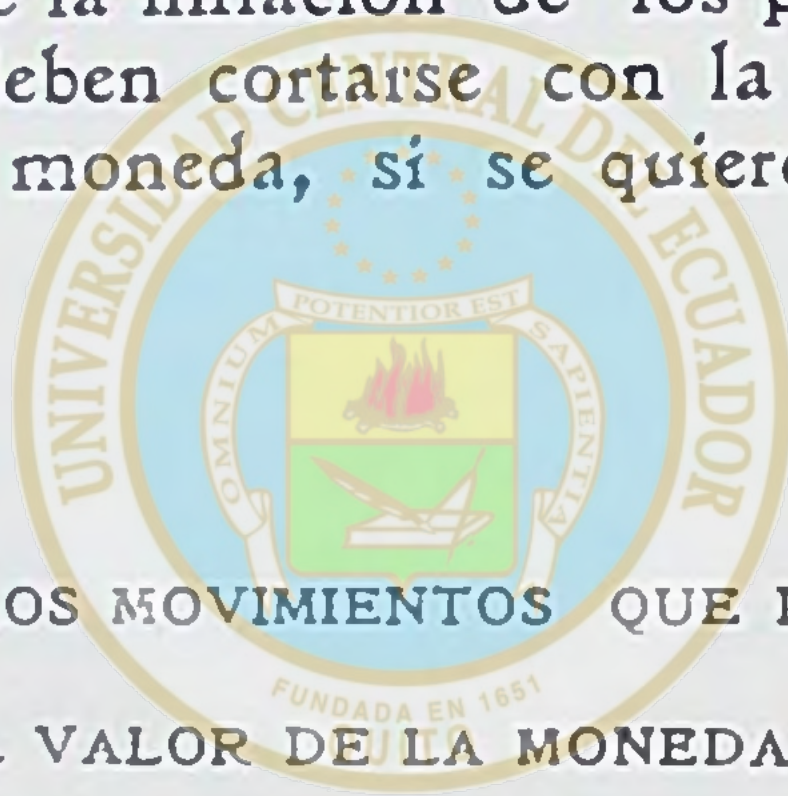 e la inflación de los p
eben cortarse con la
moneda, si se quiere
UNIVERSIDAD CENTRAL DEL ECUADOR
OMNIUM POTENTIOR EST SAPIENTIA
OS MOVIMIENTOS QUE
FUNDADA EN 1651
QUITO
VALOR DE LA MONEDA